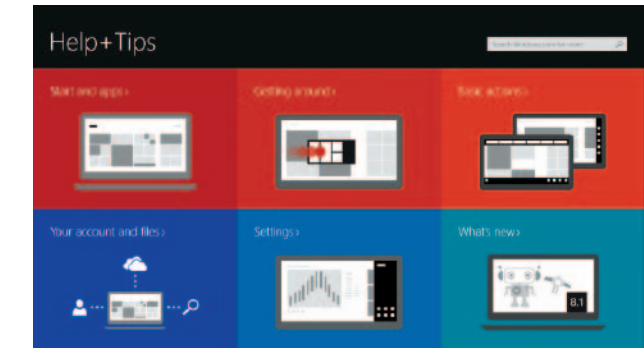 Help+Tips
Start and apps ›
Getting around ›
Basic actions ›
Your account and files ›
Settings ›
What's new ›
8.1